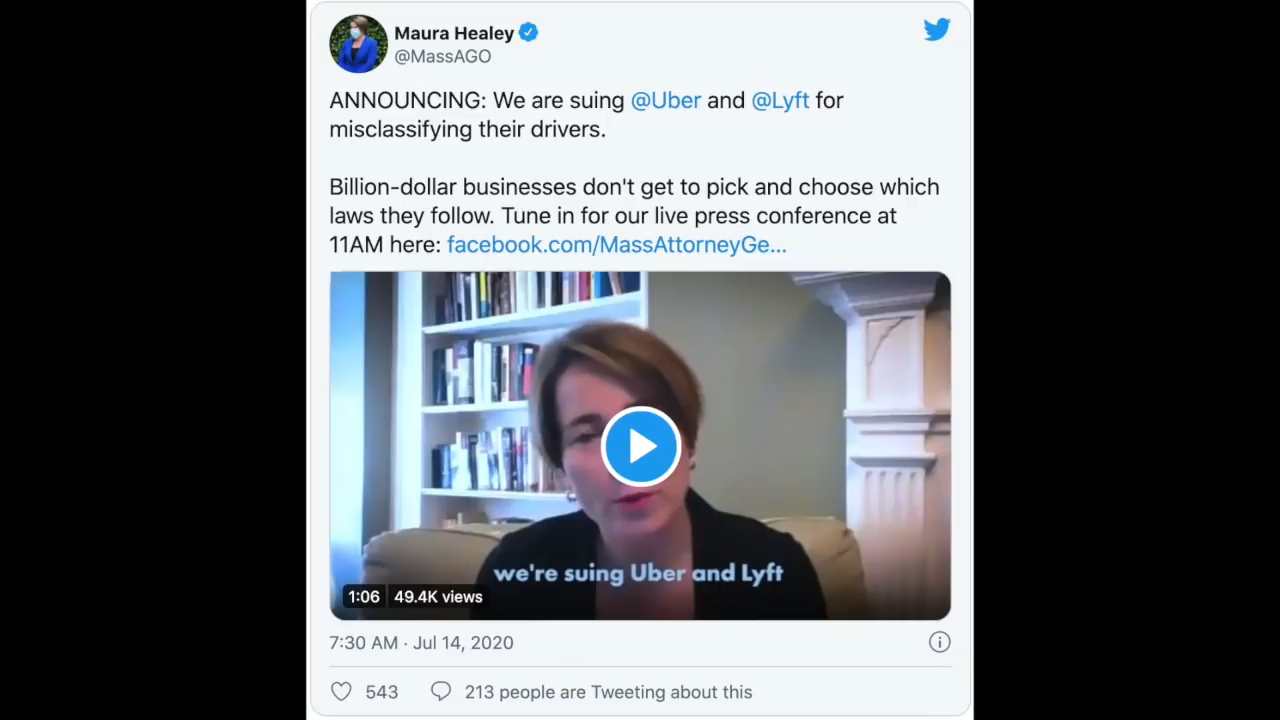 Maura Healey
@MassAGO
ANNOUNCING: We are suing @Uber and @Lyft for
misclassifying their drivers.
Billion-dollar businesses don't get to pick and choose which
laws they follow. Tune in for our live press conference at
11AM here: facebook.com/MassAttorneyGe...
we're suing Uber and Lyft
1:06 49.4K views
7:30 AM · Jul 14, 2020
543 213 people are Tweeting about this